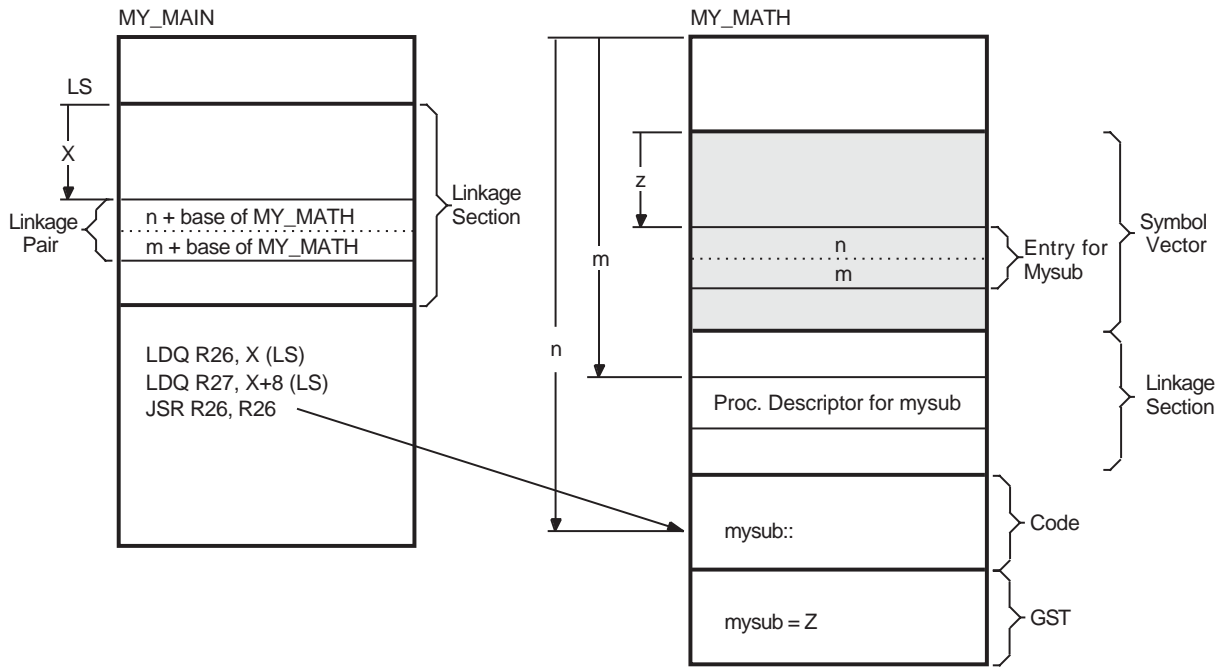 MY_MAIN
LS
X
Linkage
Pair
n + base of MY_MATH
m + base of MY_MATH
Linkage
Section
LDQ R26, X (LS)
LDQ R27, X+8 (LS)
JSR R26, R26
MY_MATH
n
m
z
n
m
Entry for
Mysub
Symbol
Vector
Proc. Descriptor for mysub
Linkage
Section
mysub::
Code
mysub = Z
GST